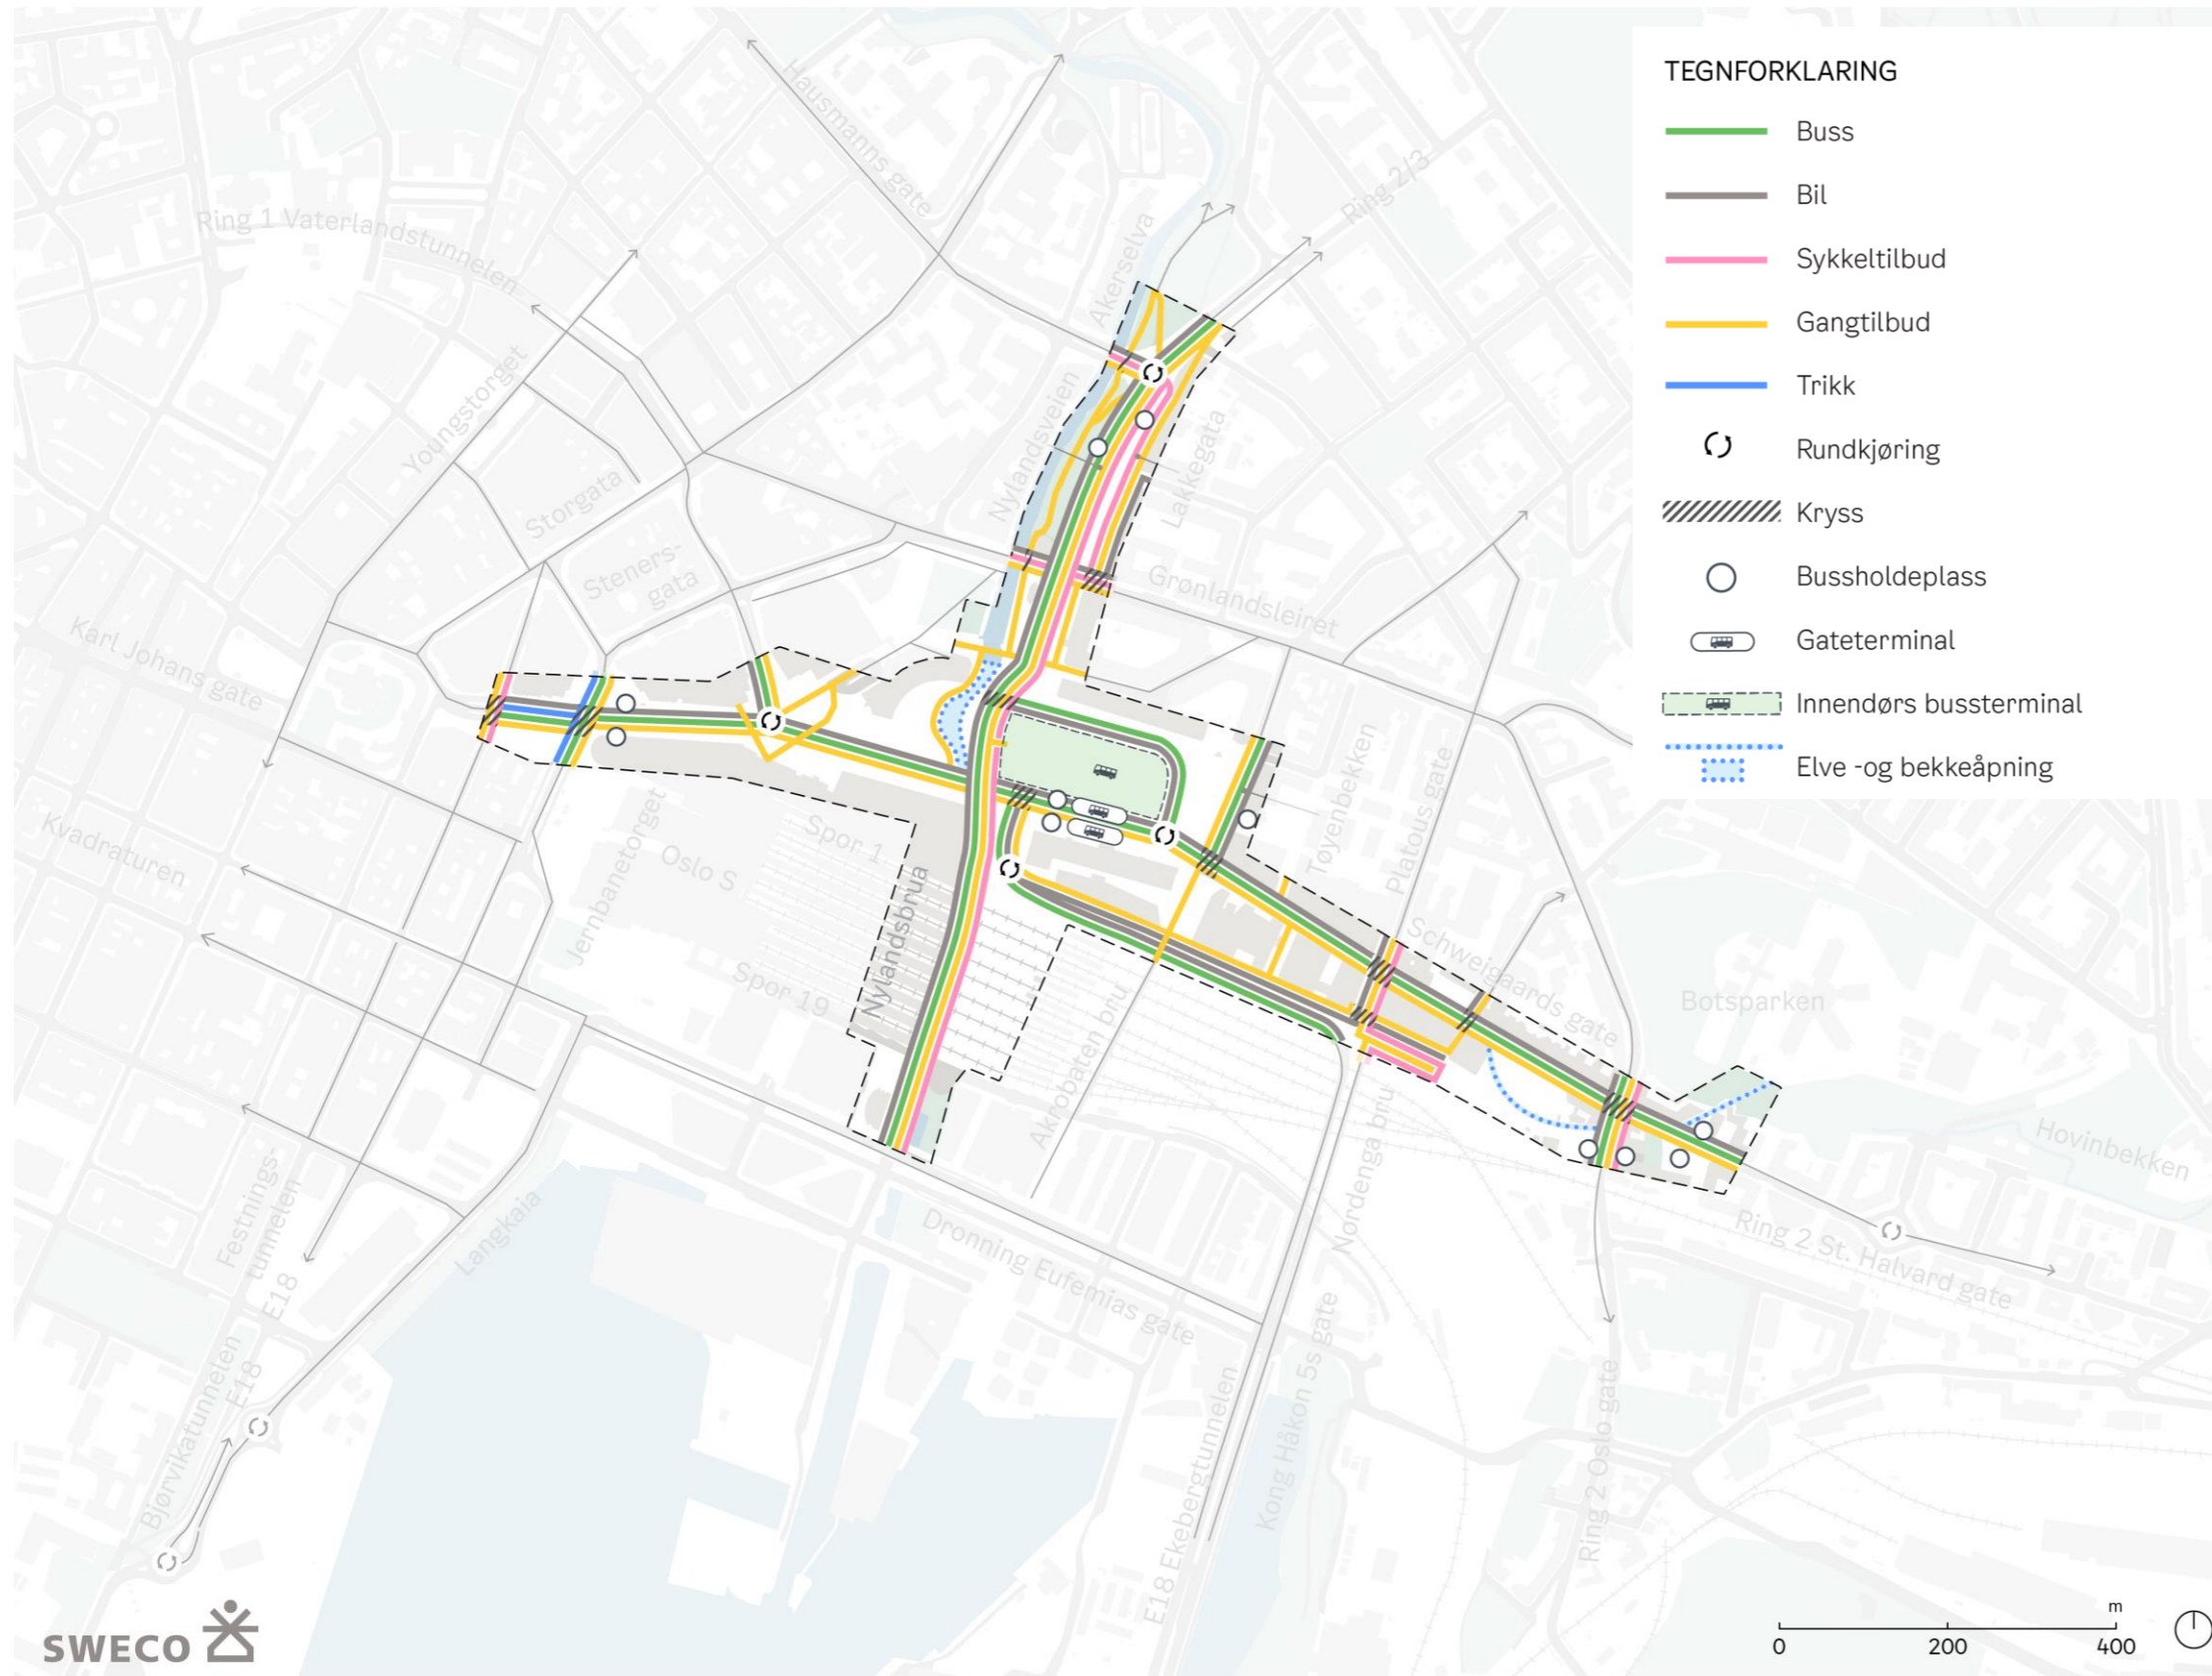 TEGNFORKLARING
Buss
Bil
Sykkeltilbud
Gangtilbud
Trikk
Rundkjøring
Kryss
Bussholdeplass
Gateterminal
Innendørs bussterminal
Elve -og bekkeåpning
Hausmanns gate
Ring 2/3
Ring 1 Vaterlandstunnelen
Akerselva
Youngstorget
Nylandsveien
Lakkegata
Storgata
Steners-
gata
Grønlandsleiret
Karl Johans gate
Tøyenbekken
Platous gate
Kvadraturen
Jernbanetorget
Oslo S
Spor 1
Nylandsbrua
Spor 19
Schweigaards gate
Botsparken
Akrobaten bru
Nordenga bru
Hovinbekken
Festnings-
tunnelen
E18
Langkaia
Dronning Eufemias gate
Ring 2 St. Halvard gate
Bjørvikatunnelen
E18
E18 Ekebergtunnelen
Kong Håkon 5s gate
Ring 2 Oslo gate
SWECO
m
0 200 400